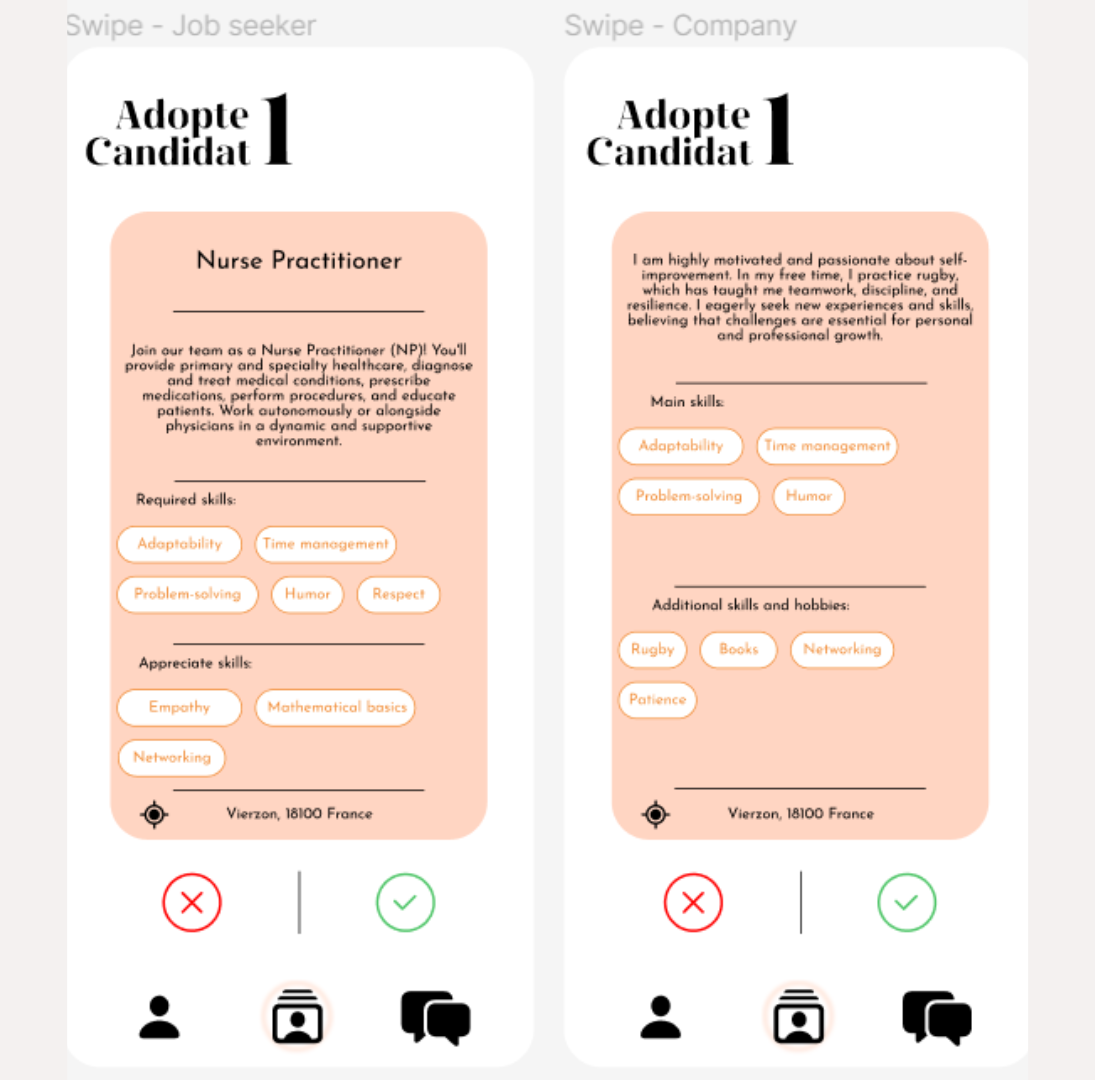 Swipe - Job seeker
Adopte
Candidat 1
Nurse Practitioner
Join our team as a Nurse Practitioner (NP)! You'll
provide primary and specialty healthcare, diagnose
and treat medical conditions, prescribe
medications, perform procedures, and educate
patients. Work autonomously or alongside
physicians in a dynamic and supportive
environment.
Required skills:
Adaptability Time management
Problem-solving Humor Respect
Appreciate skills:
Empathy Mathematical basics
Networking
Vierzon, 18100 France
Swipe - Company
Adopte
Candidat 1
I am highly motivated and passionate about self-
improvement. In my free time, I practice rugby,
which has taught me teamwork, discipline, and
resilience. I eagerly seek new experiences and skills,
believing that challenges are essential for personal
and professional growth.
Main skills:
Adaptability Time management
Problem-solving Humor
Additional skills and hobbies:
Rugby Books Networking
Patience
Vierzon, 18100 France